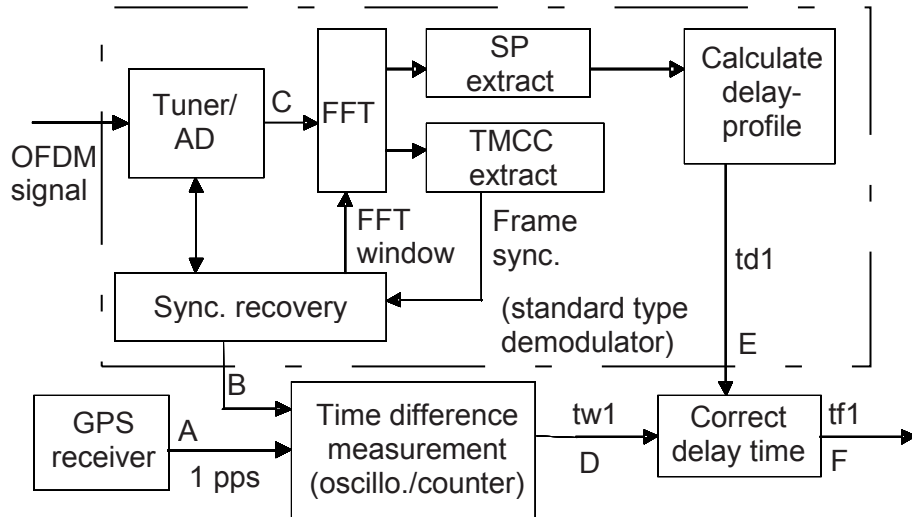 SP
extract
Calculate
delay-
profile
Tuner/
AD
C
FFT
OFDM
signal
TMCC
extract
FFT
window
Frame
sync.
td1
Sync. recovery
(standard type
demodulator)
E
B
GPS
receiver
A
1 pps
Time difference
measurement
(oscillo./counter)
tw1
D
Correct
delay time
tf1
F